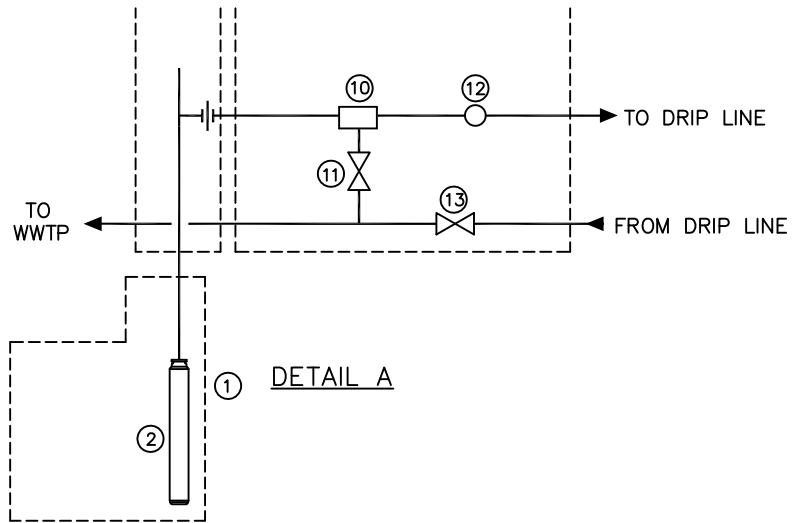 10
12
TO DRIP LINE
11
13
TO
WWTP
FROM DRIP LINE
1
DETAIL A
2